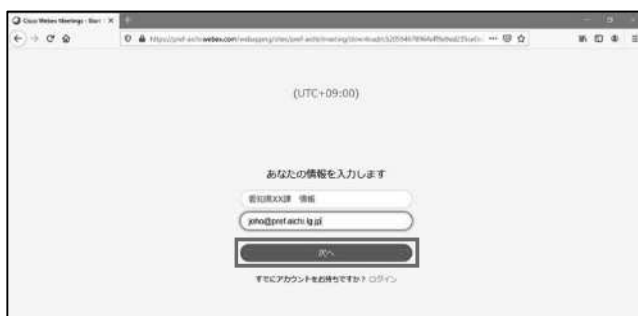 Cisco Webex Meetings - Start
(UTC+09:00)
あなたの情報を入力します
愛知県XX課 情報
joho@pref.aichi.lg.jp
次へ
すでにアカウントをお持ちですか? ログイン